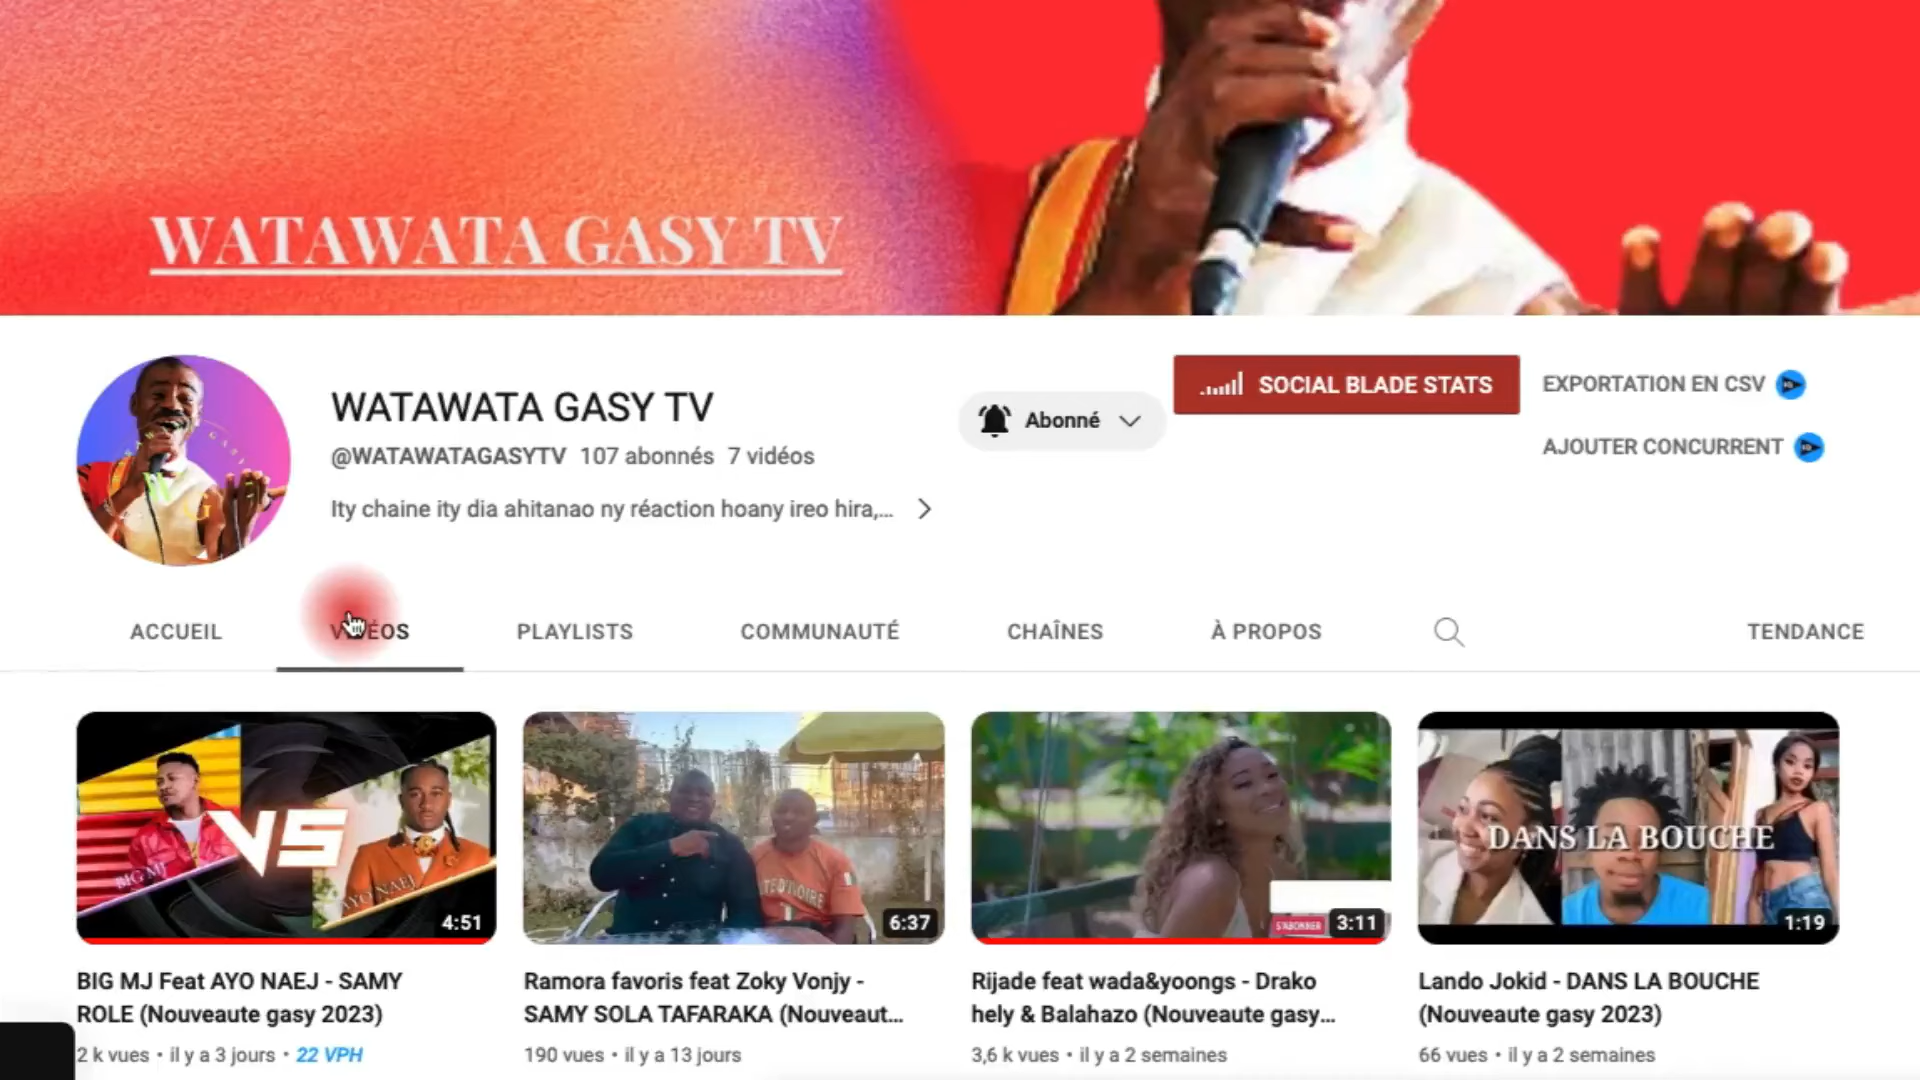 WATAWATA GASY TV
WATAWATA GASY TV
@WATAWATAGASYTV 107 abonnés 7 vidéos
Ity chaine ity dia ahitanao ny réaction hoany ireo hira,...
Abonné
SOCIAL BLADE STATS
EXPORTATION EN CSV
AJOUTER CONCURRENT
ACCUEIL
PLAYLISTS
COMMUNAUTÉ
CHAÎNES
À PROPOS
TENDANCE
BIG MJ
VS
AYO NAEJ
4:51
6:37
S'ABONNER
3:11
DANS LA BOUCHE
1:19
BIG MJ Feat AYO NAEJ - SAMY
ROLE (Nouveaute gasy 2023)
2 k vues • il y a 3 jours • 22 VPH
Ramora favoris feat Zoky Vonjy -
SAMY SOLA TAFARAKA (Nouveaut...
190 vues • il y a 13 jours
Rijade feat wada&yoongs - Drako
hely & Balahazo (Nouveaute gasy...
3,6 k vues • il y a 2 semaines
Lando Jokid - DANS LA BOUCHE
(Nouveaute gasy 2023)
66 vues • il y a 2 semaines